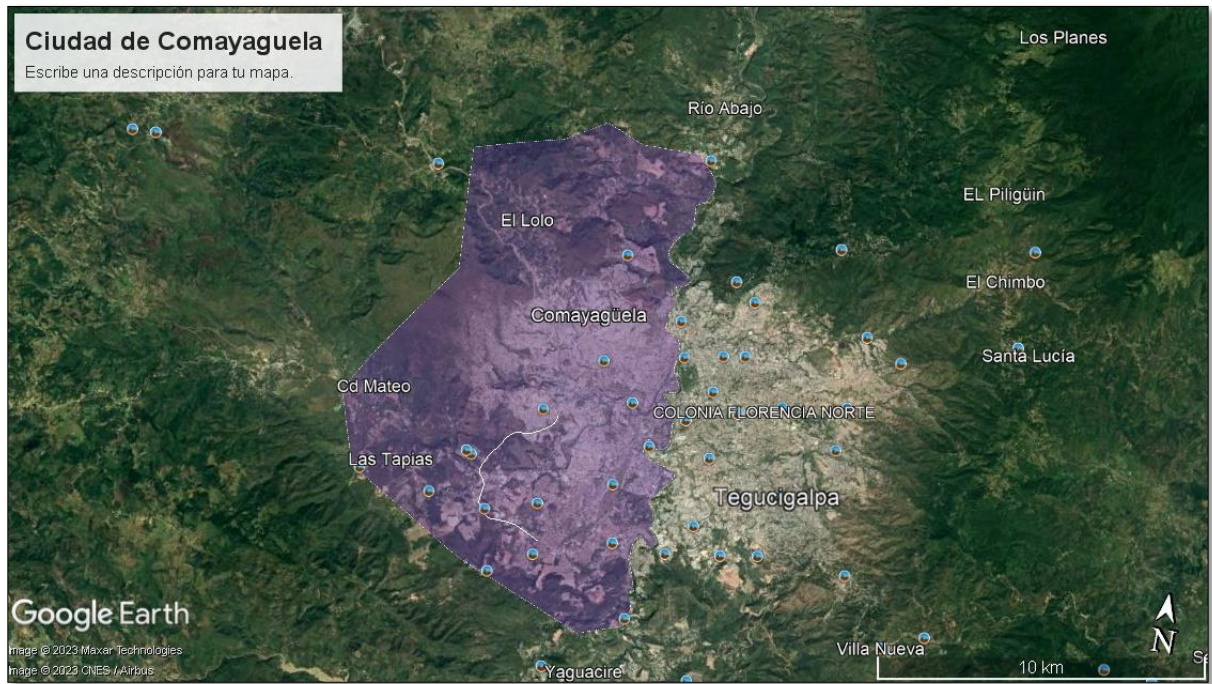 Ciudad de Comayaguela
Escribe una descripción para tu mapa.
Los Planes
Río Abajo
EL Piligüin
El Lolo
El Chimbo
Comayagüela
Santa Lucía
Cd Mateo
COLONIA FLORENCIA NORTE
Las Tapias
Tegucigalpa
Google Earth
Image © 2023 Maxar Technologies
Image © 2023 CNES / Airbus
N
Villa Nueva
10 km
Yaguacire